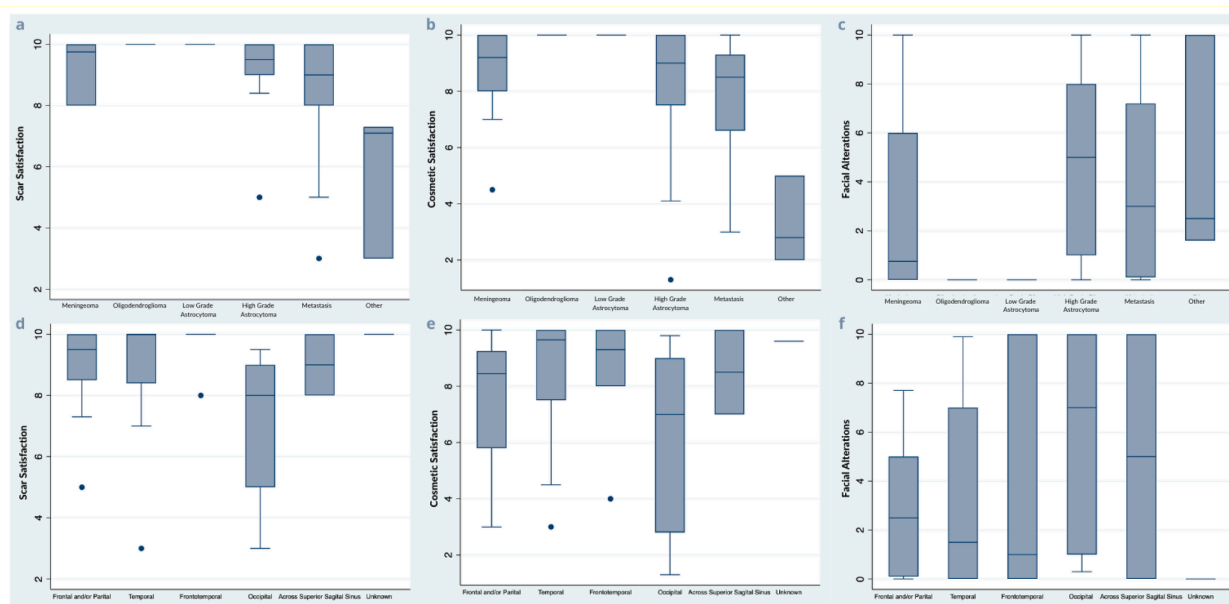 a
Scar Satisfaction
10
8
6
4
2
Meningeoma Oligodendroglioma Low Grade High Grade Metastasis Other
Astrocytoma Astrocytoma
b
Cosmetic Satisfaction
10
8
6
4
2
Meningeoma Oligodendroglioma Low Grade High Grade Metastasis Other
Astrocytoma Astrocytoma
c
Facial Alterations
10
8
6
4
2
0
Meningeoma Oligodendroglioma Low Grade High Grade Metastasis Other
Astrocytoma Astrocytoma
d
Scar Satisfaction
10
8
6
4
2
Frontal and/or Parital Temporal Frontotemporal Occipital Across Superior Sagital Sinus Unknown
e
Cosmetic Satisfaction
10
8
6
4
2
Frontal and/or Parital Temporal Frontotemporal Occipital Across Superior Sagital Sinus Unknown
f
Facial Alterations
10
8
6
4
2
0
Frontal and/or Parital Temporal Frontotemporal Occipital Across Superior Sagital Sinus Unknown